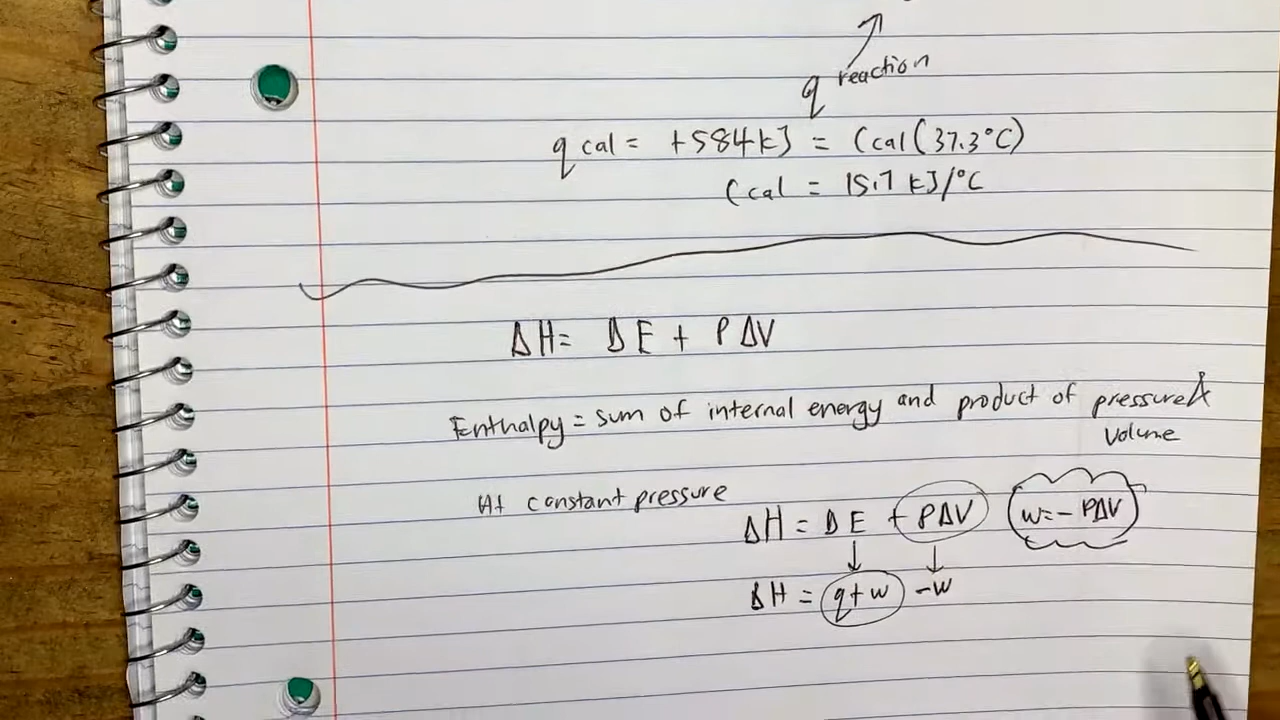 q reaction
q cal = +584 kJ = Ccal (37.3°C)
Ccal = 15.7 kJ/°C
ΔH = ΔE + PΔV
Enthalpy = sum of internal energy and product of pressure &
volume
At constant pressure
ΔH = ΔE + PΔV w = - PΔV
ΔH = q + w - w